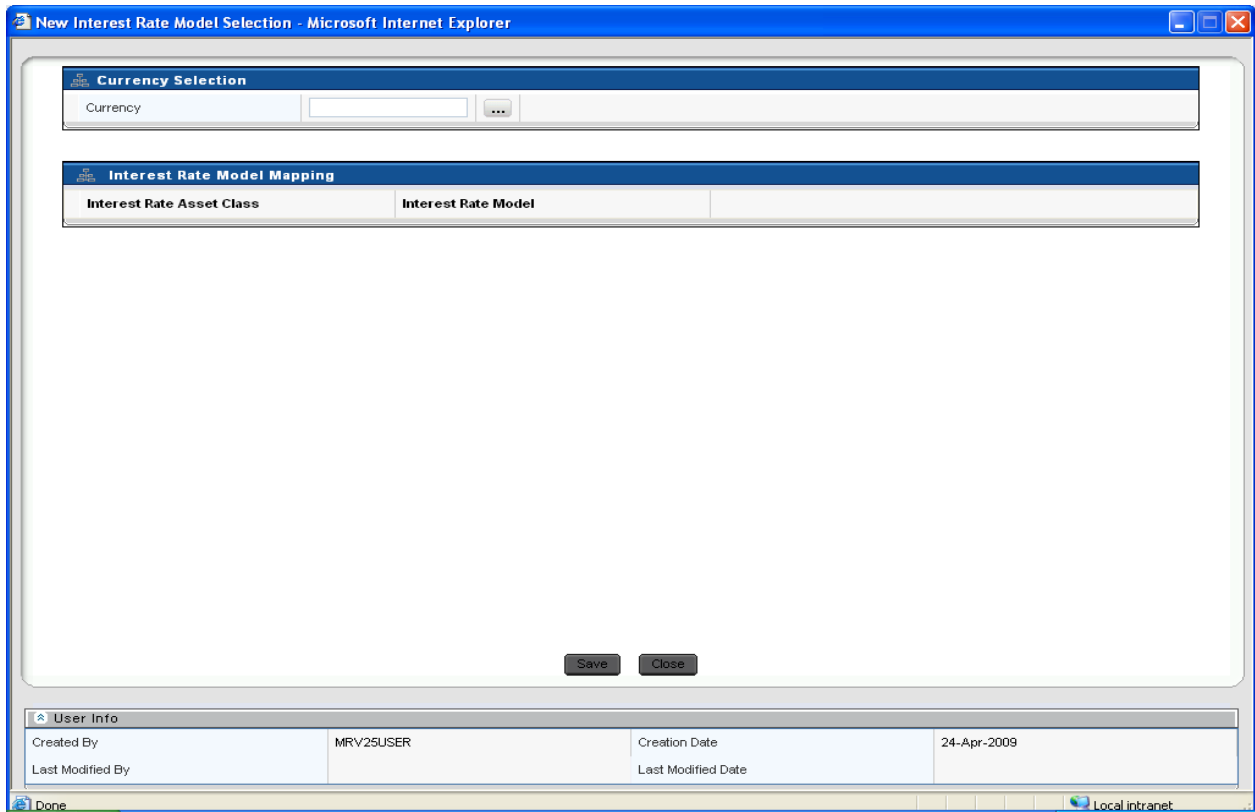 New Interest Rate Model Selection - Microsoft Internet Explorer
Currency Selection
Currency ...
Interest Rate Model Mapping
Interest Rate Asset Class Interest Rate Model
Save Close
User Info
Created By MRV25USER Creation Date 24-Apr-2009
Last Modified By Last Modified Date
Done Local intranet